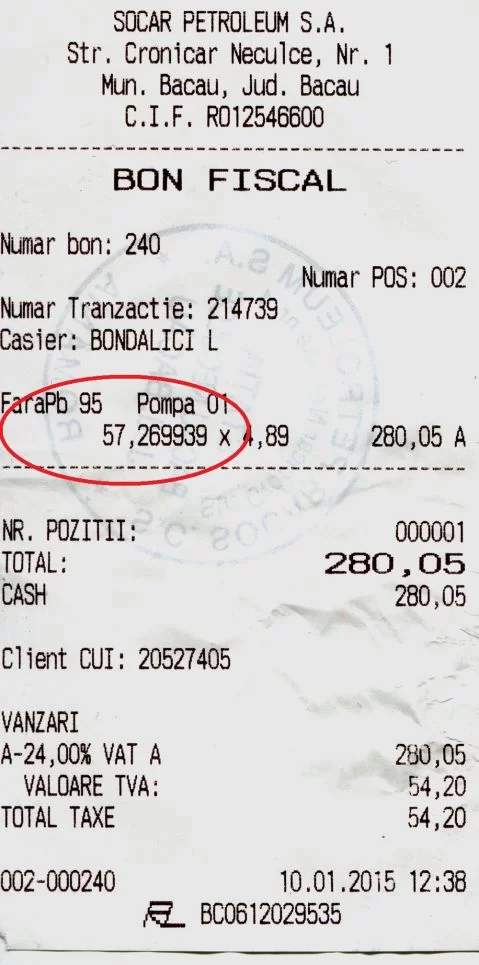 SOCAR PETROLEUM S.A.
Str. Cronicar Neculce, Nr. 1
Mun. Bacau, Jud. Bacau
C.I.F. RO12546600
BON FISCAL
Numar bon: 240
Numar POS: 002
Numar Tranzactie: 214739
Casier: BONDALICI L
FaraPb 95 Pompa 01
57,269939 x 4,89 280,05 A
NR. POZITII: 000001
TOTAL: 280,05
CASH 280,05
Client CUI: 20527405
VANZARI
A-24,00% VAT A 280,05
VALOARE TVA: 54,20
TOTAL TAXE 54,20
002-000240 10.01.2015 12:38
BC0612029535